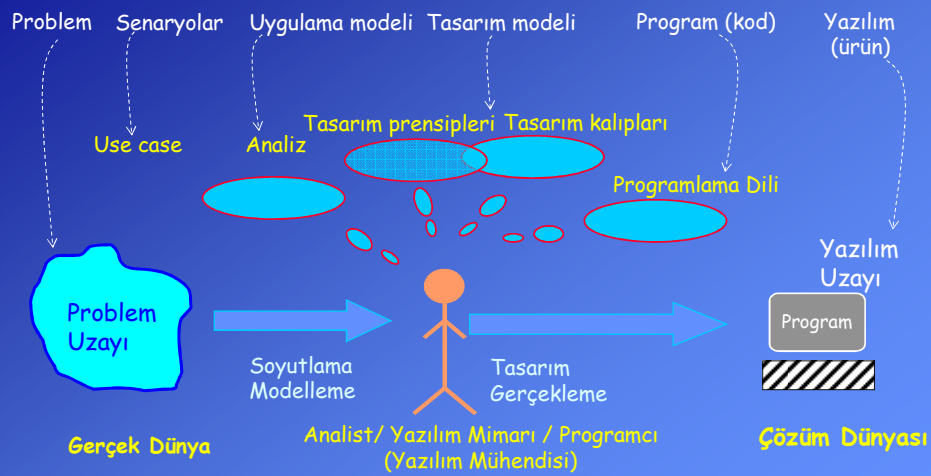 Problem
Senaryolar
Uygulama modeli
Tasarım modeli
Program (kod)
Yazılım
(ürün)
Use case
Analiz
Tasarım prensipleri
Tasarım kalıpları
Programlama Dili
Problem
Uzayı
Soyutlama
Modelleme
Tasarım
Gerçekleme
Yazılım
Uzayı
Program
Gerçek Dünya
Analist/ Yazılım Mimarı / Programcı
(Yazılım Mühendisi)
Çözüm Dünyası